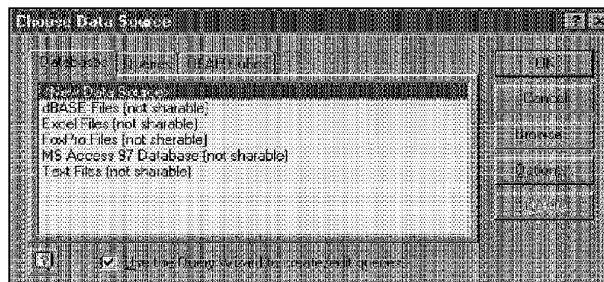 Choose Data Source
Databases Queries OLAP Cubes
<New Data Source>
dBASE Files (not sharable)
Excel Files (not sharable)
FoxPro Files (not sharable)
MS Access 97 Database (not sharable)
Text Files (not sharable)
OK
Cancel
Browse...
Options...
Use the Query Wizard to create/edit queries